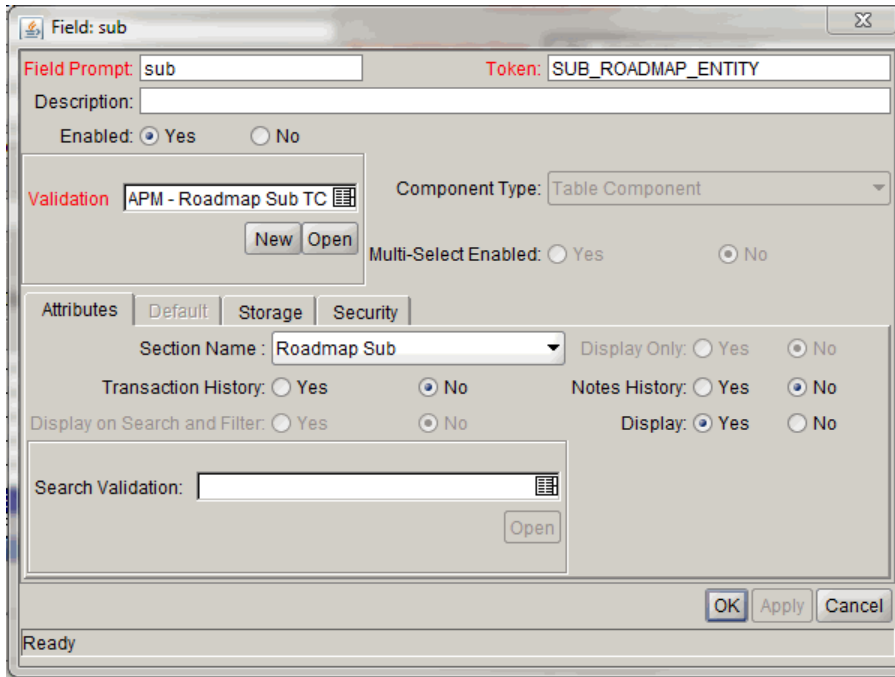 Field: sub
Field Prompt: sub Token: SUB_ROADMAP_ENTITY
Description:
Enabled: Yes No
Validation APM - Roadmap Sub TC Component Type: Table Component
New Open Multi-Select Enabled: Yes No
Attributes Default Storage Security
Section Name : Roadmap Sub Display Only: Yes No
Transaction History: Yes No Notes History: Yes No
Display on Search and Filter: Yes No Display: Yes No
Search Validation:
Open
OK Apply Cancel
Ready